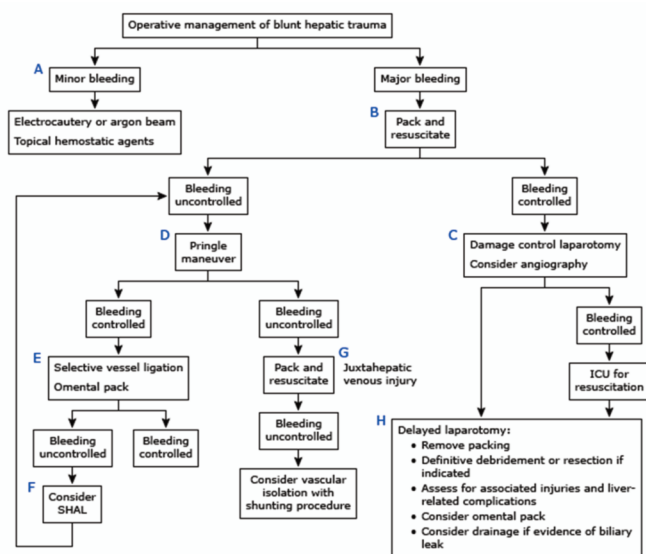 Operative management of blunt hepatic trauma
A
Minor bleeding
Major bleeding
Electrocautery or argon beam
Topical hemostatic agents
B
Pack and
resuscitate
Bleeding
uncontrolled
Bleeding
controlled
D
Pringle
maneuver
C
Damage control laparotomy
Consider angiography
Bleeding
controlled
Bleeding
uncontrolled
Bleeding
controlled
E
Selective vessel ligation
Omental pack
G
Pack and
resuscitate
Juxtahepatic
venous injury
ICU for
resuscitation
Bleeding
uncontrolled
Bleeding
controlled
Bleeding
uncontrolled
F
Consider
SHAL
Consider vascular
isolation with
shunting procedure
H
Delayed laparotomy:
• Remove packing
• Definitive debridement or resection if
indicated
• Assess for associated injuries and liver-
related complications
• Consider omental pack
• Consider drainage if evidence of biliary
leak